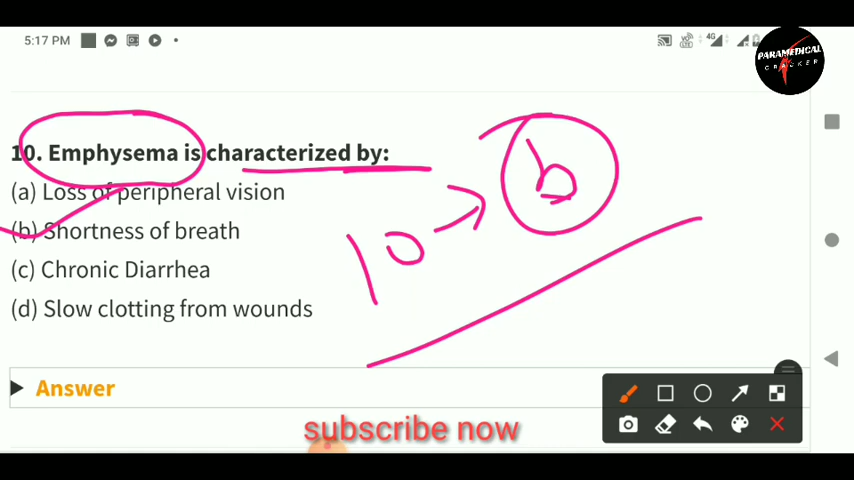 5:17 PM
4G
PARAMEDICAL
CRACKER
10. Emphysema is characterized by:
(a) Loss of peripheral vision
(b) Shortness of breath
(c) Chronic Diarrhea
(d) Slow clotting from wounds
10 → b
Answer
subscribe now